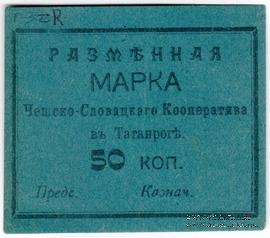 РАЗМѢННАЯ
МАРКА
Чешско-Словацкаго Кооператива
въ Таганрогѣ.
50 КОП.
Предс. Казнач.